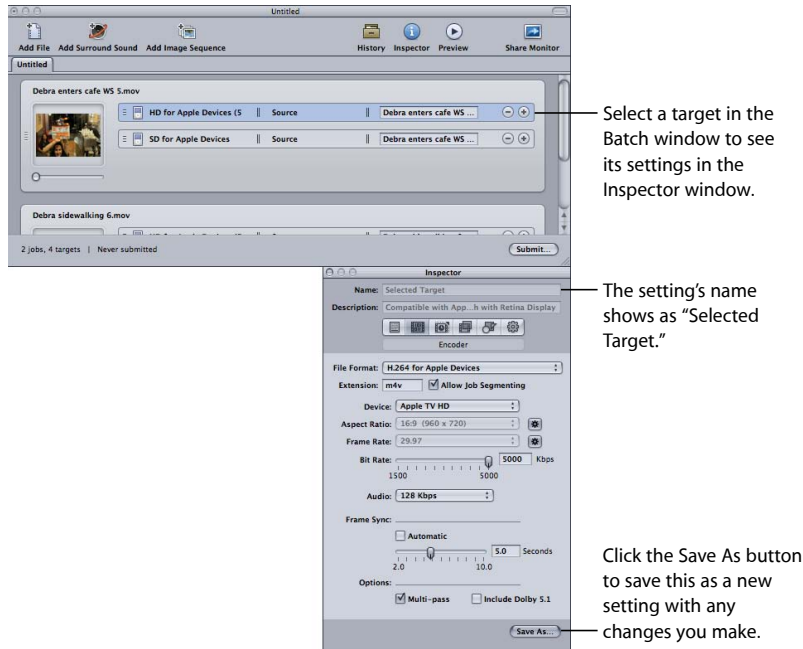 Untitled
Add File Add Surround Sound Add Image Sequence History Inspector Preview Share Monitor
Untitled
Debra enters cafe WS 5.mov
HD for Apple Devices (5 Source Debra enters cafe WS ...
SD for Apple Devices Source Debra enters cafe WS ...
Debra sidewalking 6.mov
2 jobs, 4 targets | Never submitted Submit...
Select a target in the
Batch window to see
its settings in the
Inspector window.
Inspector
Name: Selected Target
Description: Compatible with App...h with Retina Display
Encoder
The setting’s name
shows as “Selected
Target.”
File Format: H.264 for Apple Devices
Extension: m4v Allow Job Segmenting
Device: Apple TV HD
Aspect Ratio: 16:9 (960 x 720)
Frame Rate: 29.97
Bit Rate: 5000 Kbps
1500 5000
Audio: 128 Kbps
Frame Sync:
Automatic
5.0 Seconds
2.0 10.0
Options:
Multi-pass Include Dolby 5.1
Save As...
Click the Save As button
to save this as a new
setting with any
changes you make.